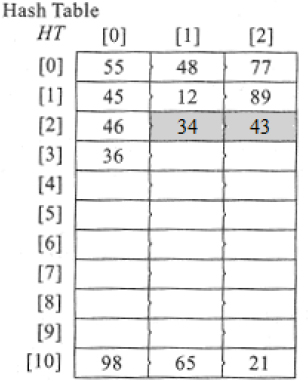 Hash Table
HT [0] [1] [2]
[0] 55 48 77
[1] 45 12 89
[2] 46 34 43
[3] 36
[4]
[5]
[6]
[7]
[8]
[9]
[10] 98 65 21